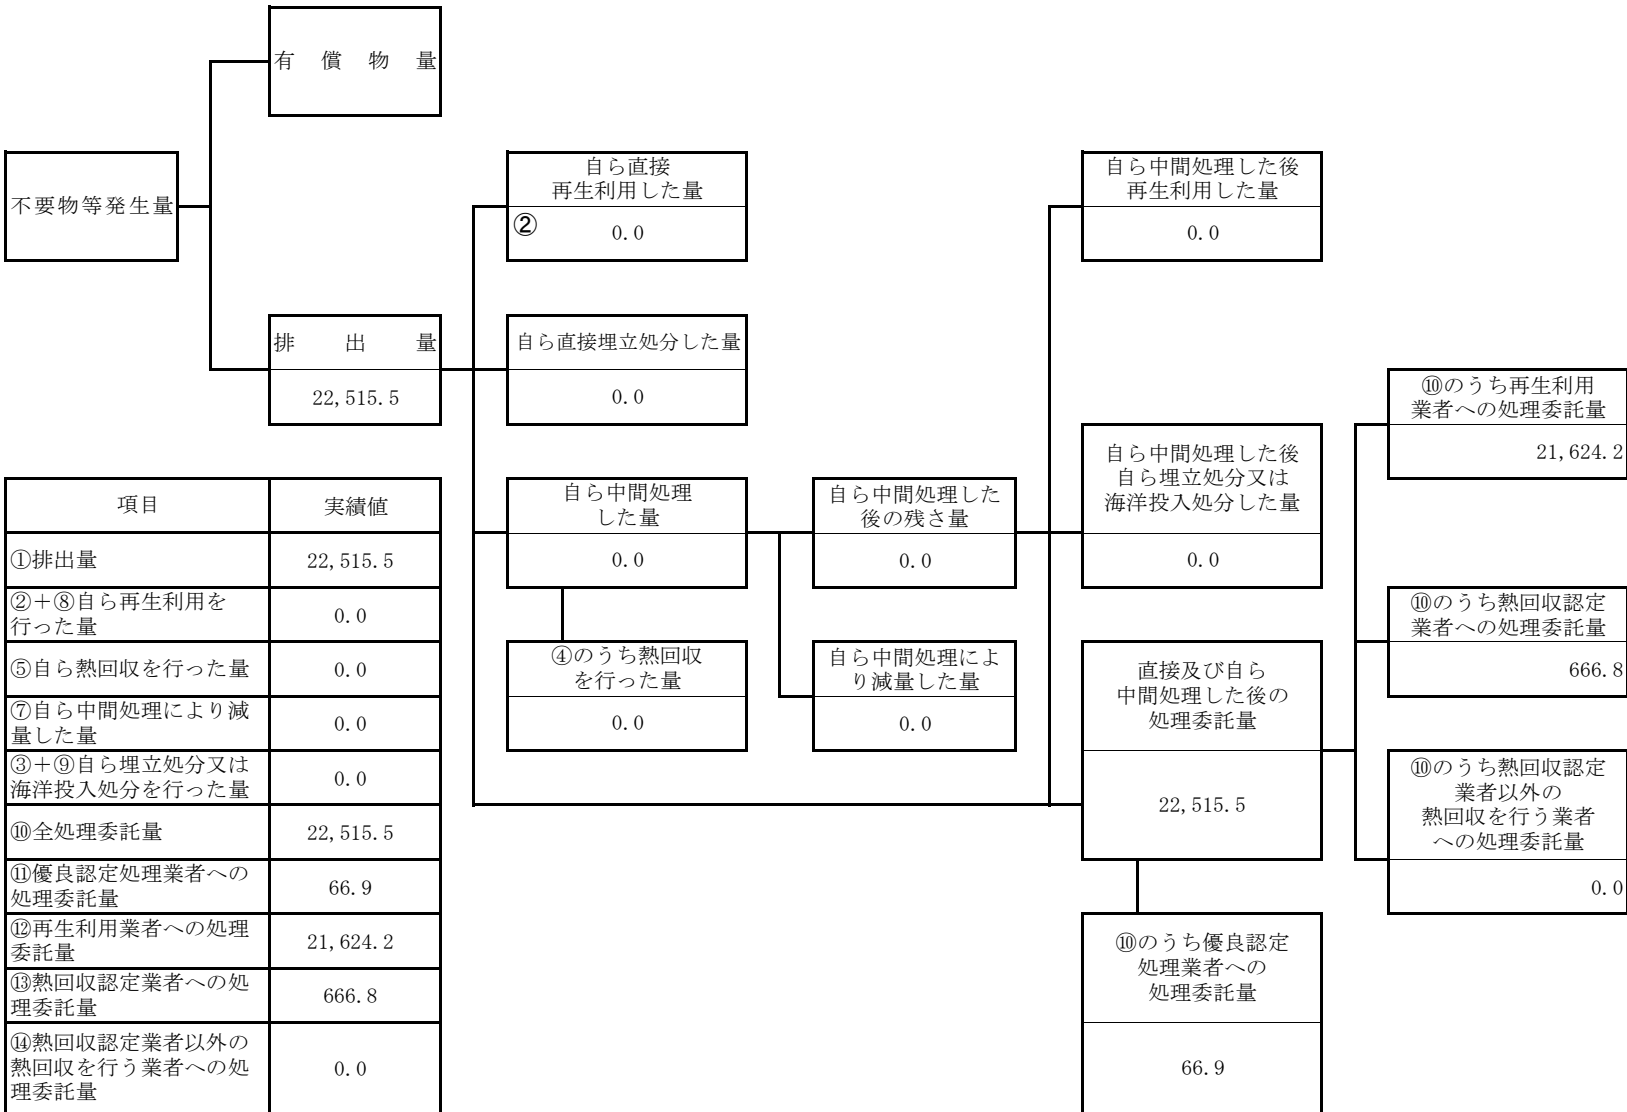 有償物量
不要物等発生量
自ら直接
再生利用した量
②
0.0
自ら中間処理した後
再生利用した量
0.0
排出量
22,515.5
自ら直接埋立処分した量
0.0
⑩のうち再生利用
業者への処理委託量
21,624.2
自ら中間処理
した量
0.0
自ら中間処理した
後の残さ量
0.0
自ら中間処理した後
自ら埋立処分又は
海洋投入処分した量
0.0
⑩のうち熱回収認定
業者への処理委託量
666.8
④のうち熱回収
を行った量
0.0
自ら中間処理によ
り減量した量
0.0
直接及び自ら
中間処理した後の
処理委託量
22,515.5
⑩のうち熱回収認定
業者以外の
熱回収を行う業者
への処理委託量
0.0
⑩のうち優良認定
処理業者への
処理委託量
66.9
項目 実績値
①排出量 22,515.5
②+⑧自ら再生利用を
行った量
0.0
⑤自ら熱回収を行った量 0.0
⑦自ら中間処理により減
量した量
0.0
③+⑨自ら埋立処分又は
海洋投入処分を行った量
0.0
⑩全処理委託量 22,515.5
⑪優良認定処理業者への
処理委託量
66.9
⑫再生利用業者への処理
委託量
21,624.2
⑬熱回収認定業者への処
理委託量
666.8
⑭熱回収認定業者以外の
熱回収を行う業者への処
理委託量
0.0